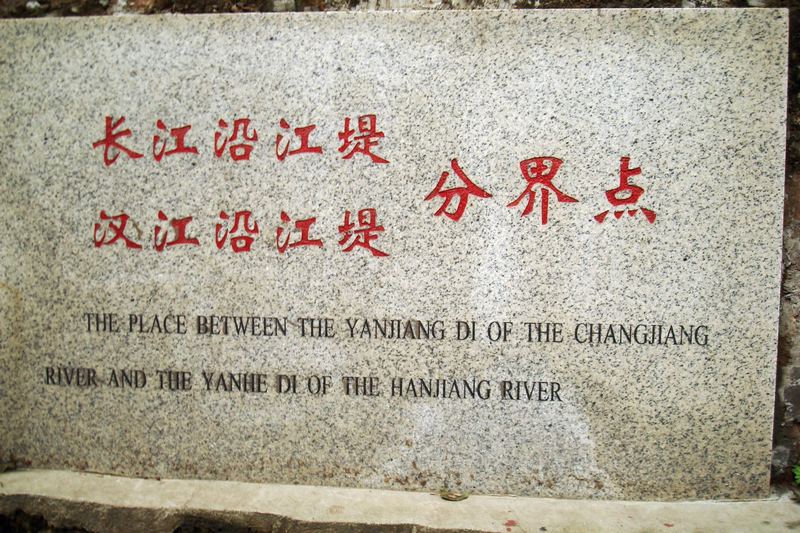 长江沿江堤
汉江沿江堤
分界点
THE PLACE BETWEEN THE YANJIANG DI OF THE CHANGJIANG
RIVER AND THE YANHE DI OF THE HANJIANG RIVER